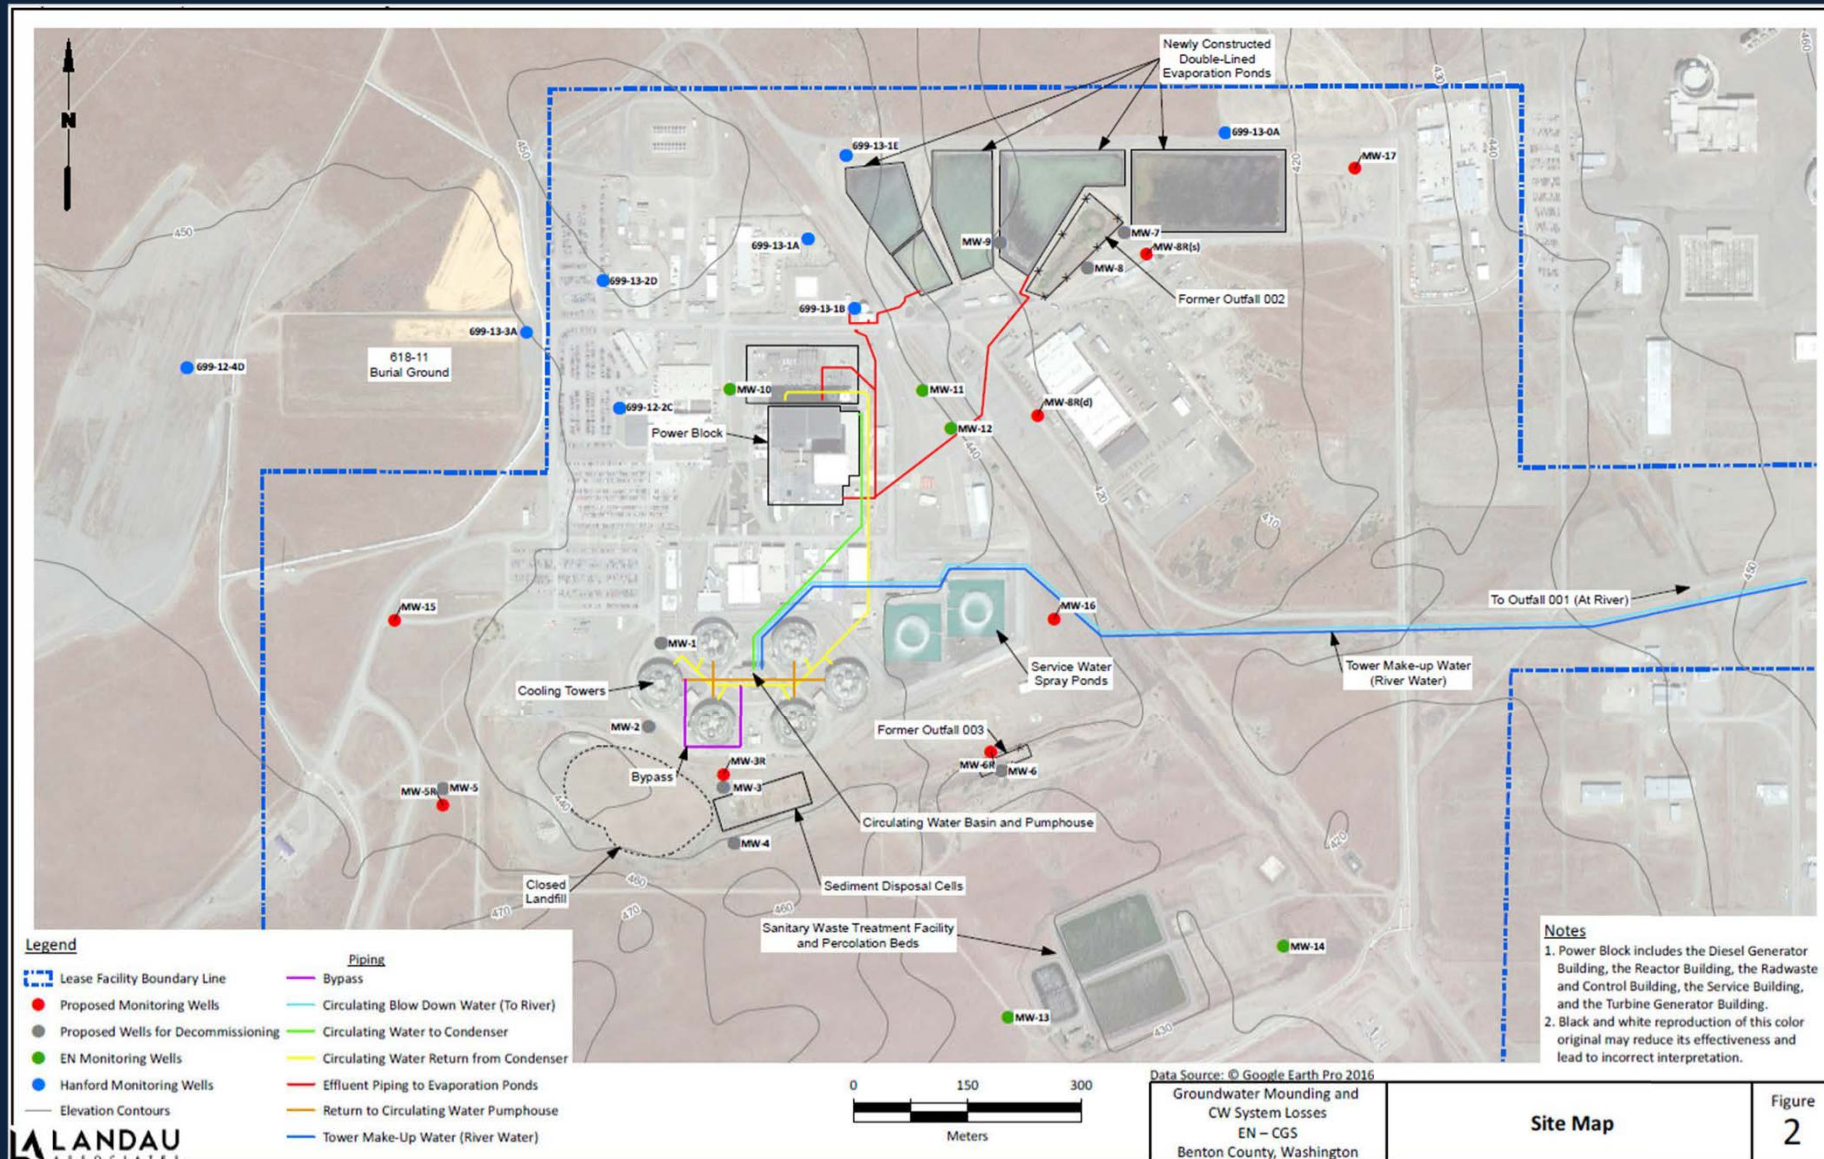 Newly Constructed
Double-Lined
Evaporation Ponds
N
450
450
430
460
440
420
699-13-0A
MW-17
699-13-1E
MW-7
MW-9
MW-8R(s)
699-13-1A
MW-8
699-13-2D
Former Outfall 002
699-13-1B
699-13-3A
618-11
Burial Ground
699-12-4D
MW-10
MW-11
699-12-2C
MW-8R(d)
MW-12
Power Block
440
420
410
450
To Outfall 001 (At River)
MW-15
MW-16
MW-1
Service Water
Spray Ponds
Tower Make-up Water
(River Water)
Cooling Towers
MW-2
Former Outfall 003
MW-3R
MW-6R
MW-6
Bypass
MW-5R
MW-5
MW-3
440
Circulating Water Basin and Pumphouse
420
MW-4
Closed
Landfill
460
Sediment Disposal Cells
470
470
460
Sanitary Waste Treatment Facility
and Percolation Beds
MW-14
MW-13
430
Legend
Lease Facility Boundary Line
Proposed Monitoring Wells
Proposed Wells for Decommissioning
EN Monitoring Wells
Hanford Monitoring Wells
Elevation Contours
Piping
Bypass
Circulating Blow Down Water (To River)
Circulating Water to Condenser
Circulating Water Return from Condenser
Effluent Piping to Evaporation Ponds
Return to Circulating Water Pumphouse
Tower Make-Up Water (River Water)
LANDAU
ASSOCIATES
0 150 300
Meters
Notes
1. Power Block includes the Diesel Generator
Building, the Reactor Building, the Radwaste
and Control Building, the Service Building,
and the Turbine Generator Building.
2. Black and white reproduction of this color
original may reduce its effectiveness and
lead to incorrect interpretation.
Data Source: © Google Earth Pro 2016
Groundwater Mounding and
CW System Losses
EN – CGS
Benton County, Washington
Site Map
Figure
2